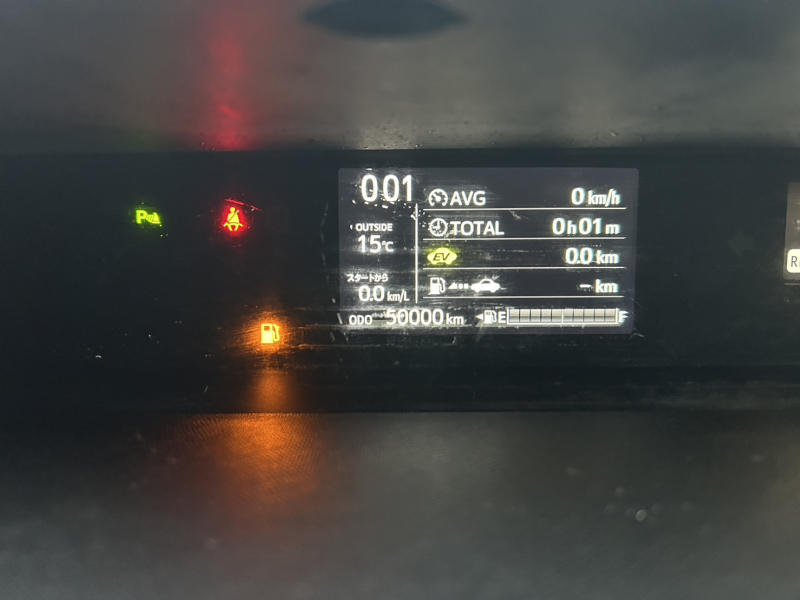 P
001
AVG 0 km/h
OUTSIDE
15℃
TOTAL 0h01m
EV 0.0 km
スタートから
0.0 km/L
- km
ODO 50000 km
E F
R